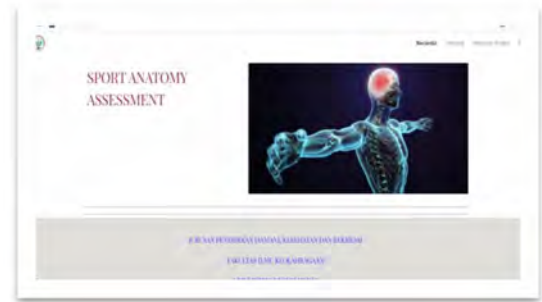 Beranda
SPORT ANATOMY
ASSESSMENT
JURUSAN PENDIDIKAN JASMANI, KESEHATAN DAN REKREASI
FAKULTAS ILMU KEOLAHRAGAAN